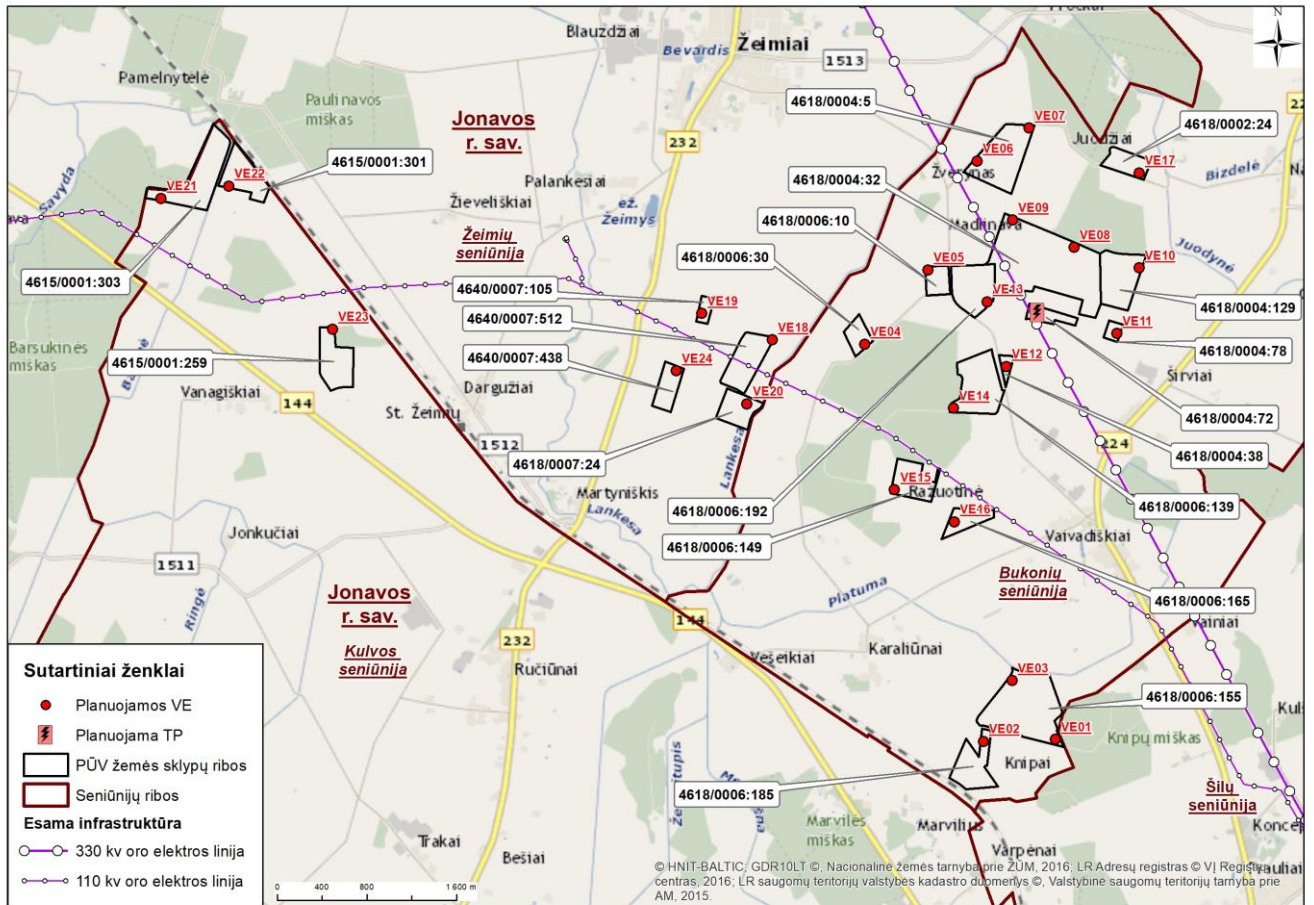 Blauzdžiai
Žeimiai
Bevardis
1513
N
Pamelnytėlė
Paulinavos
miškas
Jonavos
r. sav.
232
4618/0004:5
VE07
Juodžiai
4618/0002:24
VE06
Žvėrynas
VE17
Bizdelė
4615/0001:301
VE22
VE21
Savyda
Palankesiai
Žieveliškiai
ež.
Žeimys
4618/0004:32
4618/0006:10
VE09
VE08
Juodynė
Žeimių
seniūnija
4618/0006:30
VE05
VE10
4615/0001:303
4640/0007:105
VE19
VE13
4618/0004:129
4640/0007:512
VE23
VE18
VE04
VE11
4618/0004:78
Barsukinės
miškas
4615/0001:259
4640/0007:438
VE24
VE12
Širviai
Vanagiškiai
Dargužiai
VE20
VE14
4618/0004:72
144
St. Žeimių
1512
224
4618/0007:24
Lankesa
4618/0004:38
VE15
Razuotinė
Martyniškis
Lankesa
4618/0006:192
4618/0006:139
VE16
Jonkučiai
4618/0006:149
Vaivadiškiai
1511
Ringė
Jonavos
r. sav.
Platuma
Bukonių
seniūnija
4618/0006:165
144
Vainiai
Kulvos
seniūnija
232
Ručiūnai
Vešeikiai
Karaliūnai
VE03
4618/0006:155
VE02
VE01
Knipų miškas
Knipai
4618/0006:185
Šilų
seniūnija
Marvilės
miškas
Marvilius
Trakai
Bešiai
Varpėnai
Sutartiniai ženklai
Planuojamos VE
Planuojama TP
PŪV žemės sklypų ribos
Seniūnijų ribos
Esama infrastruktūra
330 kv oro elektros linija
110 kv oro elektros linija
0 400 800 1 600 m
© HNIT-BALTIC; GDR10LT ©, Nacionalinė žemės tarnyba prie ŽŪM, 2016; LR Adresų registras © VĮ Registrų
centras, 2016; LR saugomų teritorijų valstybės kadastro duomenys ©, Valstybinė saugomų teritorijų tarnyba prie
AM, 2015.